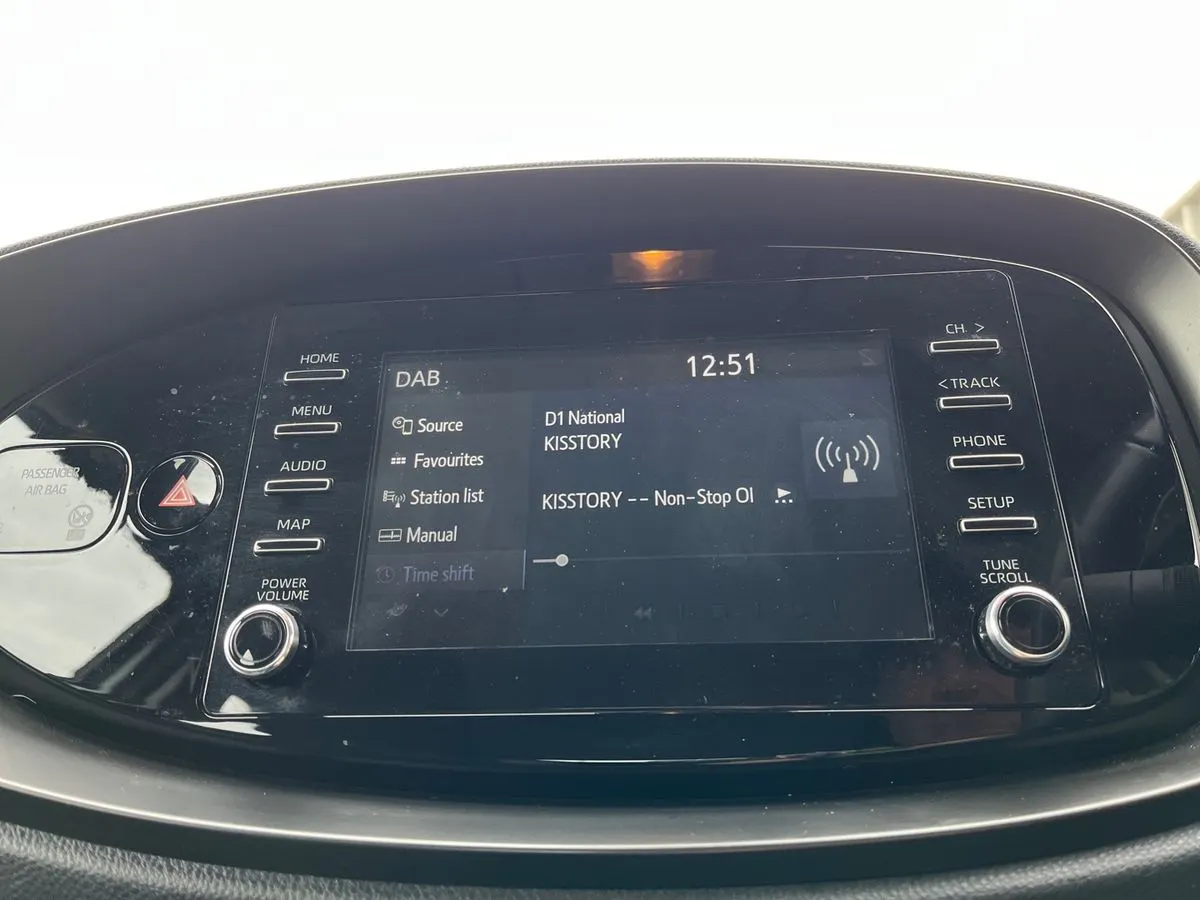 HOME
MENU
AUDIO
MAP
POWER
VOLUME
PASSENGER
AIR BAG
DAB
12:51
Source
Favourites
Station list
Manual
Time shift
D1 National
KISSTORY
KISSTORY -- Non-Stop Ol
CH. >
< TRACK
PHONE
SETUP
TUNE
SCROLL